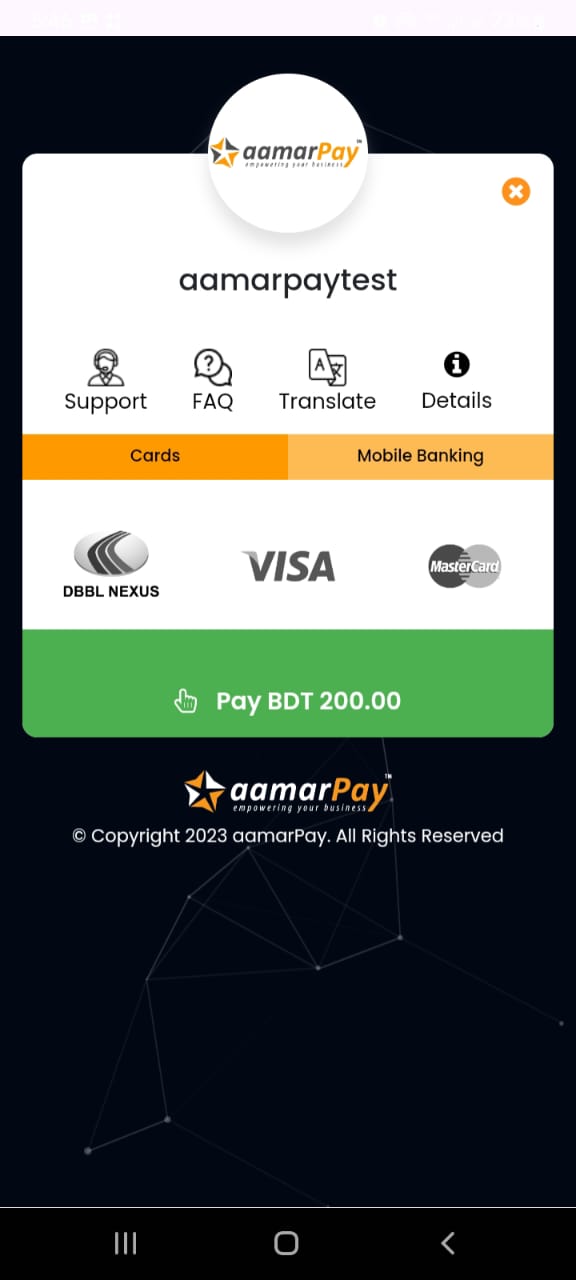 aamarPay™
empowering your business
aamarpaytest
Support FAQ Translate Details
Cards Mobile Banking
DBBL NEXUS VISA MasterCard
Pay BDT 200.00
aamarPay™
empowering your business
© Copyright 2023 aamarPay. All Rights Reserved